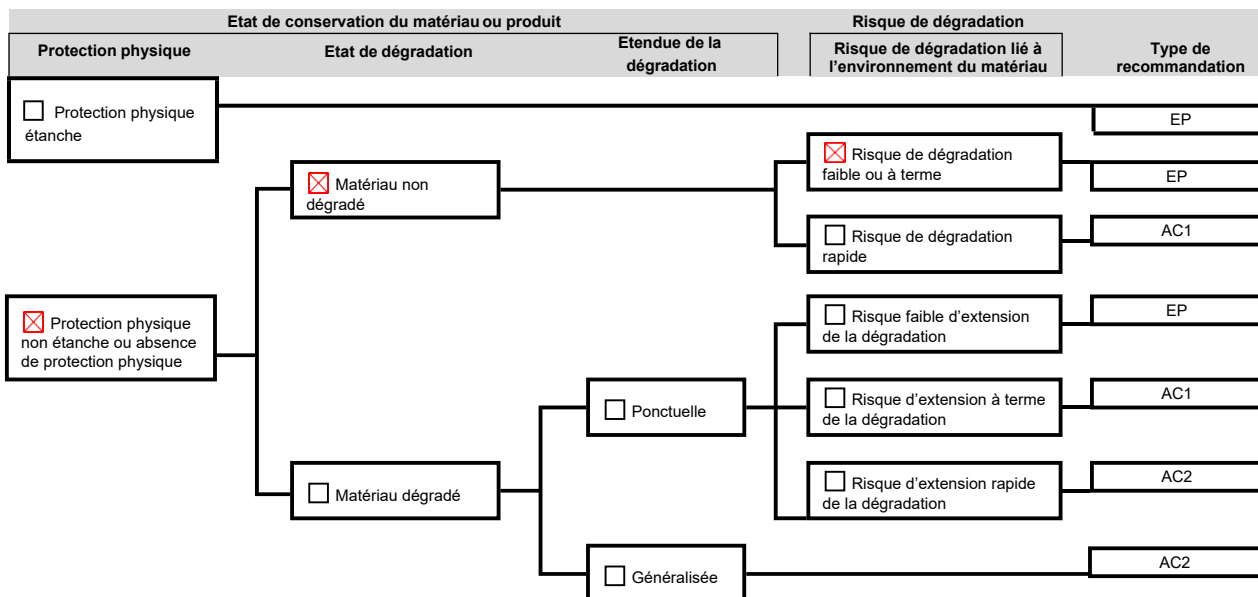 Etat de conservation du matériau ou produit
Risque de dégradation
Protection physique
Etat de dégradation
Etendue de la
dégradation
Risque de dégradation lié à
l'environnement du matériau
Type de
recommandation
Protection physique
étanche
EP
Matériau non
dégradé
Risque de dégradation
faible ou à terme
EP
Risque de dégradation
rapide
AC1
Protection physique
non étanche ou absence
de protection physique
Risque faible d'extension
de la dégradation
EP
Ponctuelle
Risque d'extension à terme
de la dégradation
AC1
Matériau dégradé
Risque d'extension rapide
de la dégradation
AC2
Généralisée
AC2